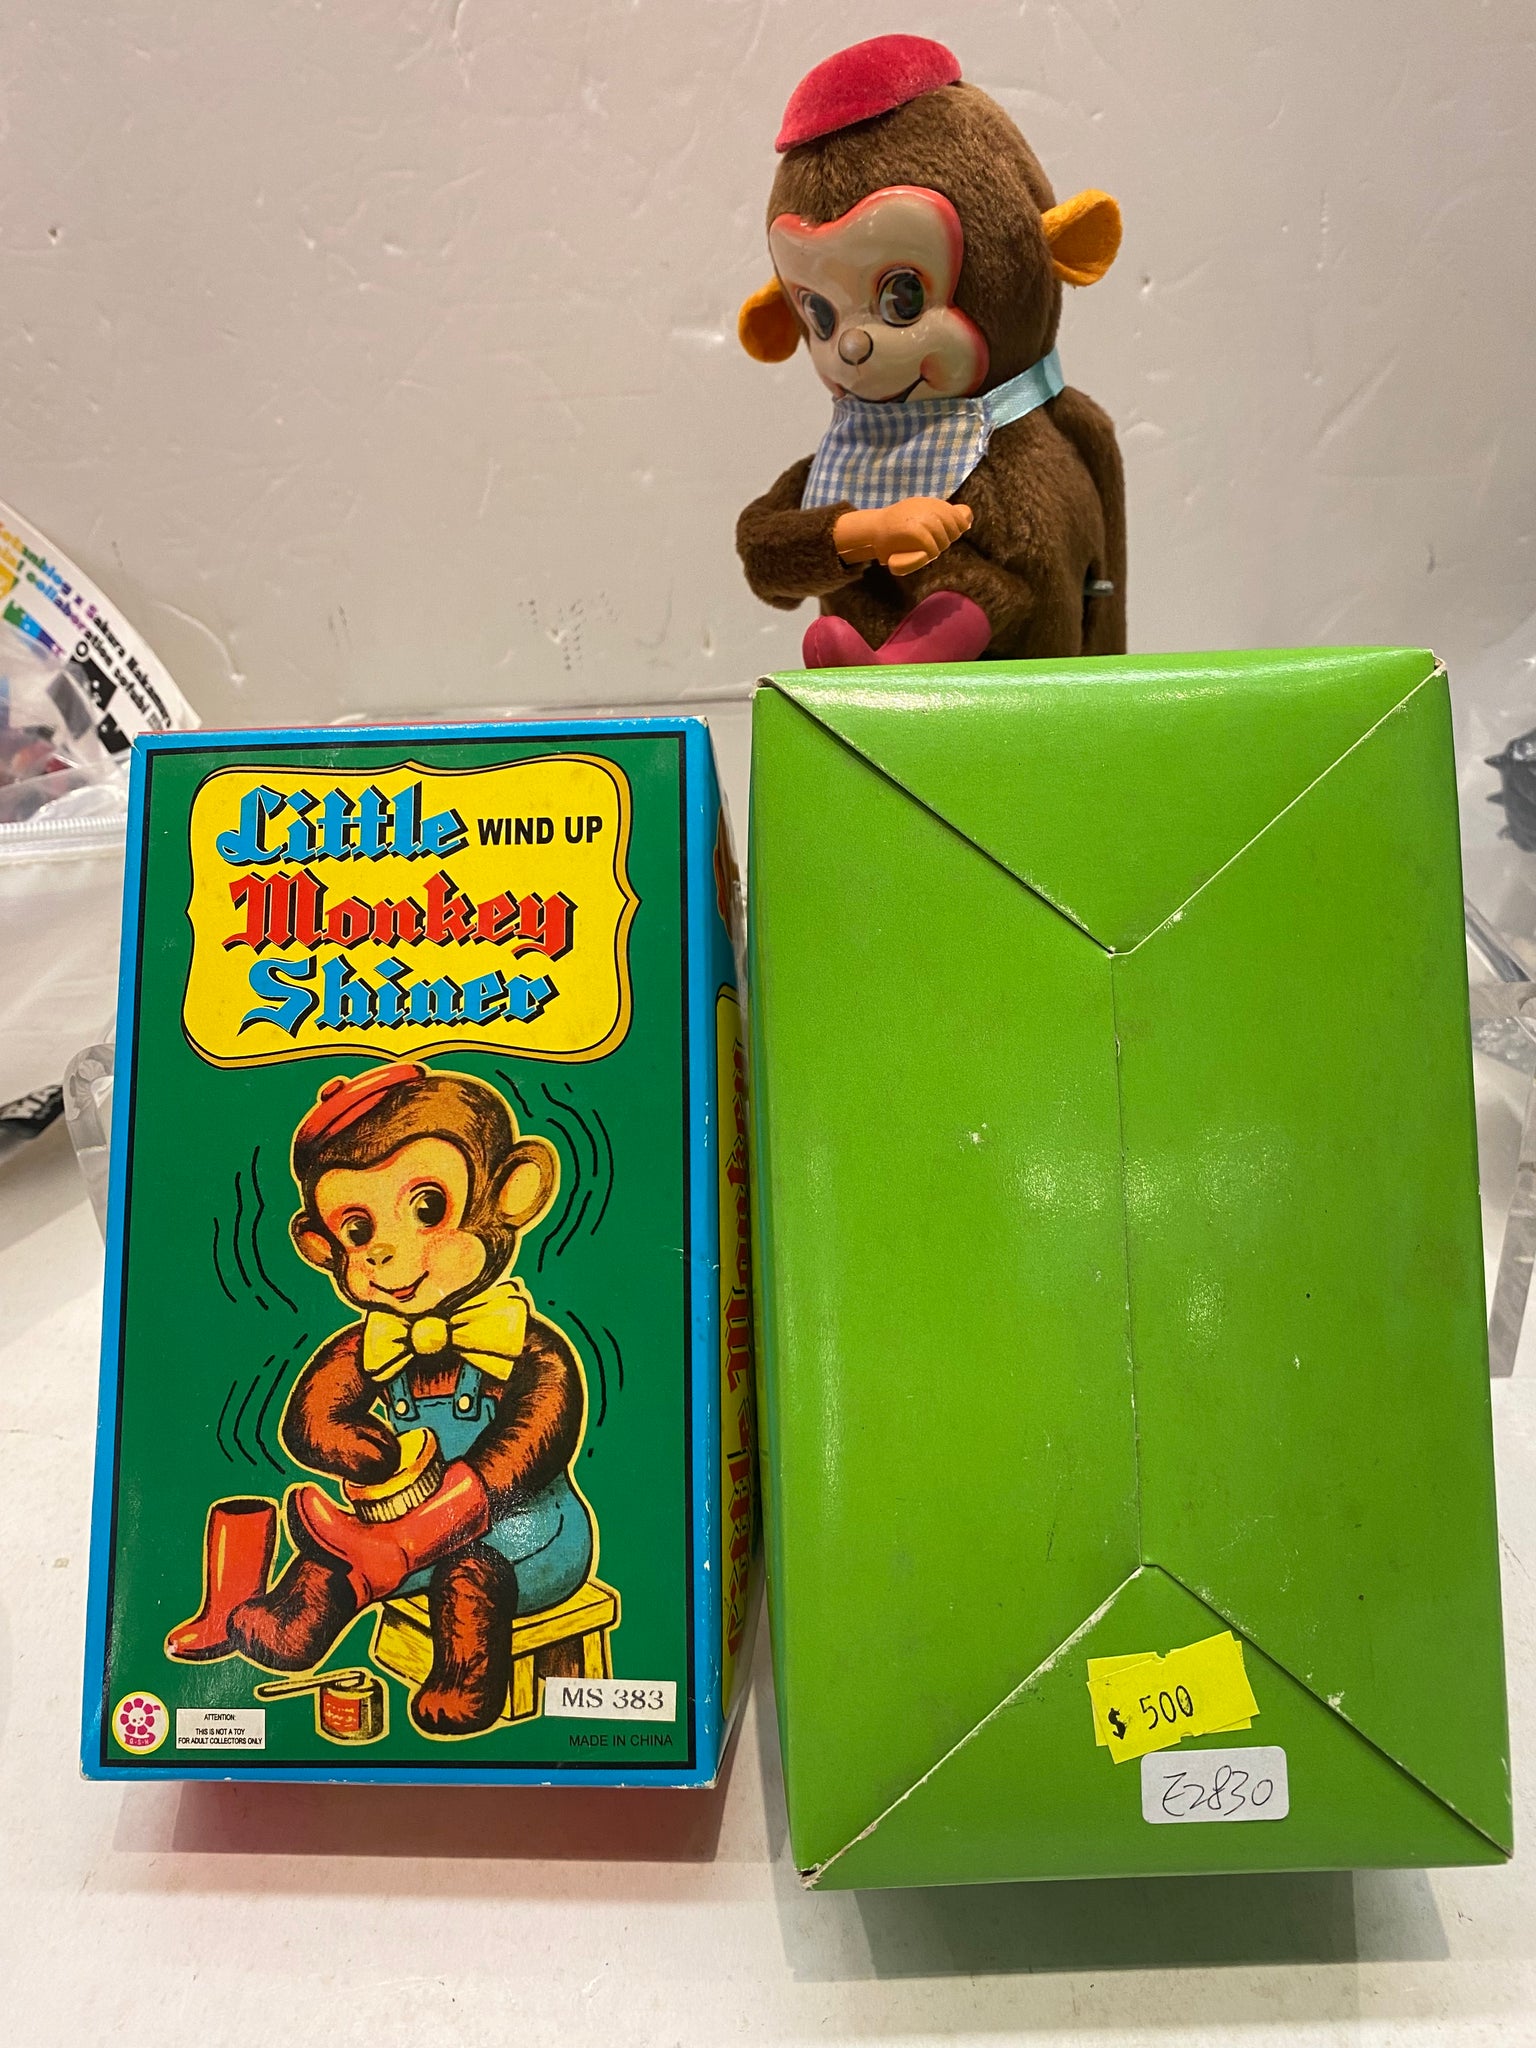 Little WIND UP
Monkey
Shiner
MS 383
ATTENTION:
THIS IS NOT A TOY
FOR ADULT COLLECTORS ONLY
MADE IN CHINA
$ 500
E2830